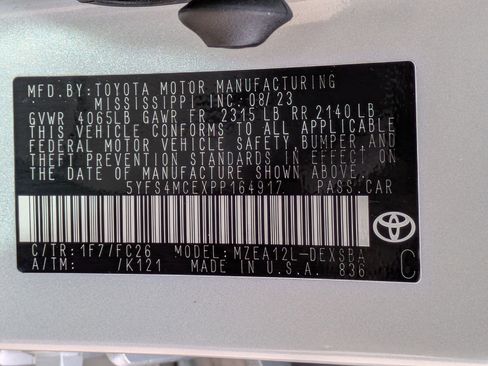 MFD.BY:TOYOTA MOTOR MANUFACTURING
MISSISSIPPI INC. 08/23
GVWR 4065LB GAWR FR 2315 LB RR 2140 LB
THIS VEHICLE CONFORMS TO ALL APPLICABLE
FEDERAL MOTOR VEHICLE SAFETY, BUMPER, AND
THEFT PREVENTION STANDARDS IN EFFECT ON
THE DATE OF MANUFACTURE SHOWN ABOVE.
5YFS4MCEXPP164917 PASS.CAR
C/TR: 1F7/FC26 MODEL: MZEA12L-DEXSBA
A/TM: /K121 MADE IN U.S.A. 836 C